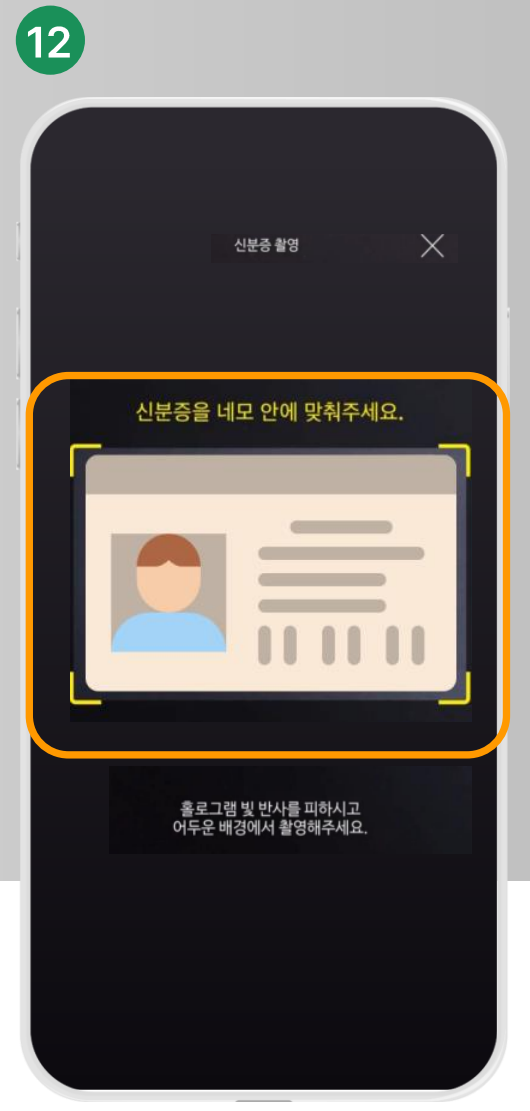 12
신분증 촬영
신분증을 네모 안에 맞춰주세요.
홀로그램 빛 반사를 피하시고
어두운 배경에서 촬영해주세요.